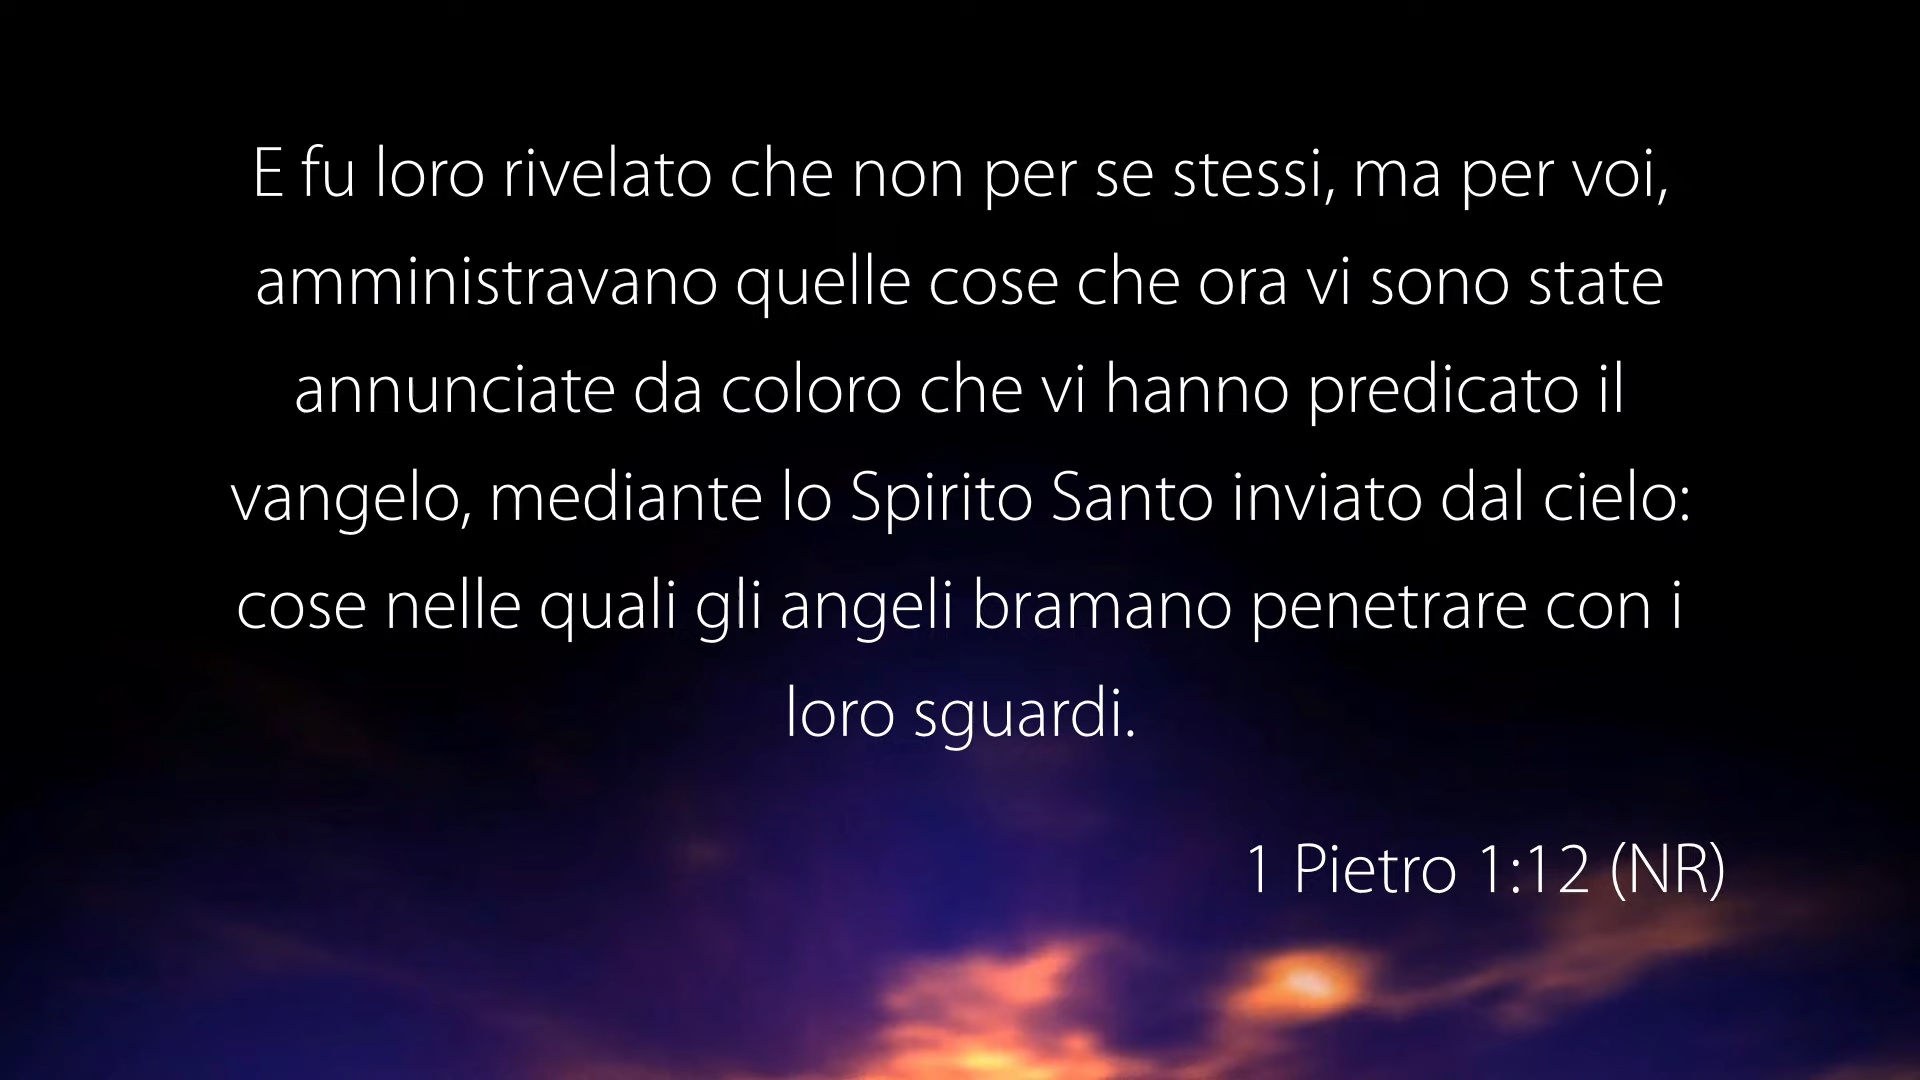 E fu loro rivelato che non per se stessi, ma per voi,
amministravano quelle cose che ora vi sono state
annunciate da coloro che vi hanno predicato il
vangelo, mediante lo Spirito Santo inviato dal cielo:
cose nelle quali gli angeli bramano penetrare con i
loro sguardi.
1 Pietro 1:12 (NR)